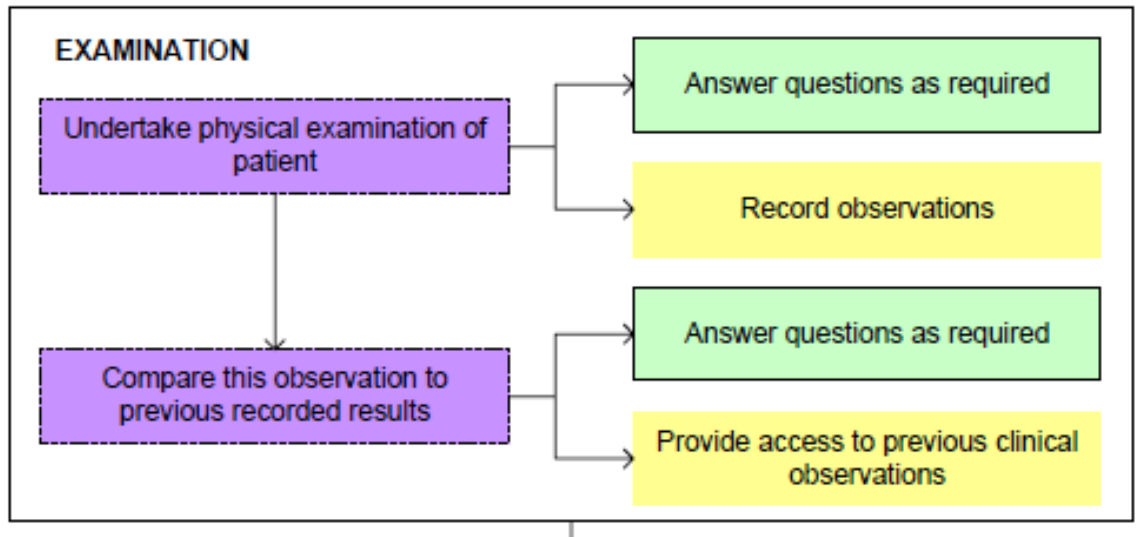 EXAMINATION
Answer questions as required
Undertake physical examination of
patient
Record observations
Answer questions as required
Compare this observation to
previous recorded results
Provide access to previous clinical
observations